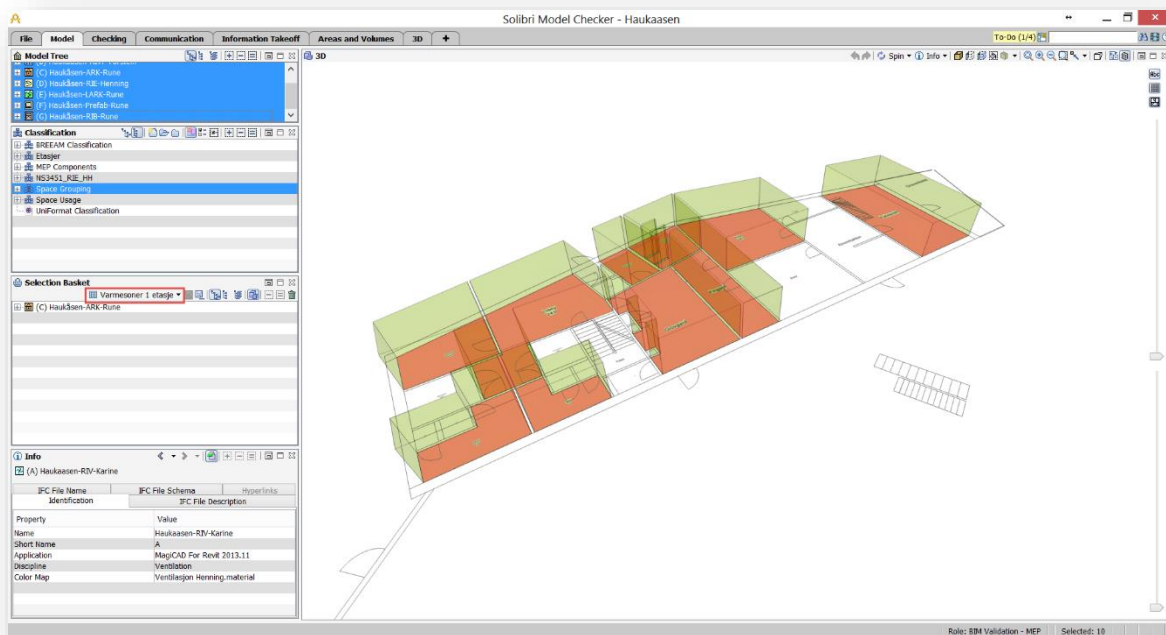 Solibri Model Checker - Haukaasen
File Model Checking Communication Information Takeoff Areas and Volumes 3D +
To-Do (1/4)
Model Tree
(C) Haukåsen-ARK-Rune
(D) Haukåsen-RIE-Henning
(E) Haukåsen-LARK-Rune
(F) Haukåsen-Prefab-Rune
(G) Haukåsen-RIB-Rune
Classification
BREEAM Classification
Etasjer
MEP Components
NS3451_RIE_HH
Space Grouping
Space Usage
UniFormat Classification
Selection Basket
Varmesoner 1 etasje
(C) Haukåsen-ARK-Rune
Info
(A) Haukaasen-RIV-Karine
IFC File Name IFC File Schema Hyperlinks
Identification IFC File Description
Property Value
Name Haukaasen-RIV-Karine
Short Name A
Application MagiCAD For Revit 2013.11
Discipline Ventilation
Color Map Ventilasjon Henning.material
3D
Spin Info
Abc
Role: BIM Validation - MEP Selected: 10